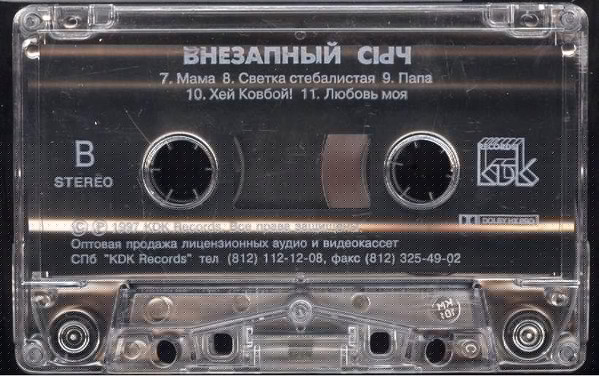 ВНЕЗАПНЫЙ СЫЧ
7. Мама 8. Светка стебалистая 9. Папа
10. Хей Ковбой! 11. Любовь моя
B
STEREO
RECORDS
KDK
DOLBY HX PRO
© ℗ 1997 KDK Records. Все права защищены.
Оптовая продажа лицензионных аудио и видеокассет
СПб "KDK Records" тел (812) 112-12-08, факс (812) 325-49-02